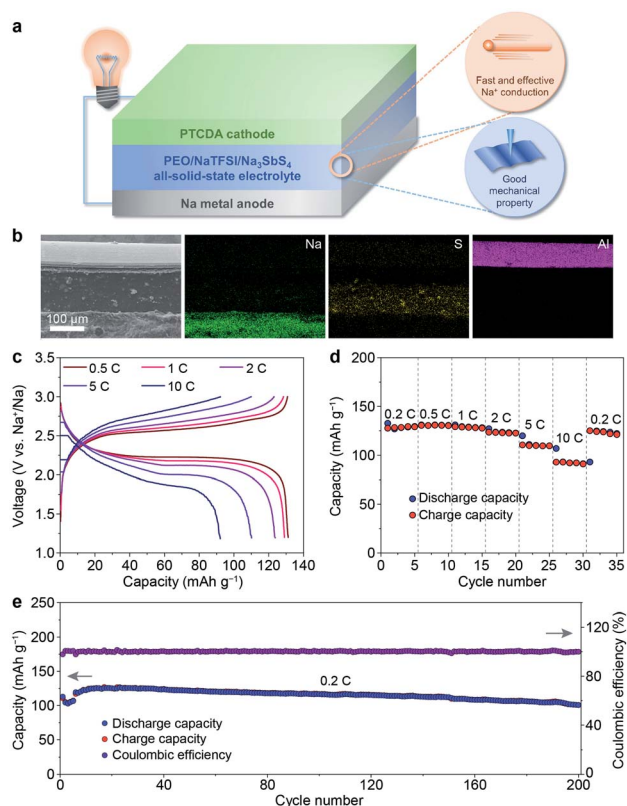 a
PTCDA cathode
PEO/NaTFSI/Na₃SbS₄
all-solid-state electrolyte
Na metal anode
Fast and effective
Na⁺ conduction
Good
mechanical
property
b
100 μm
Na
S
Al
c
0.5 C 1 C 2 C
5 C 10 C
Voltage (V vs. Na⁺/Na)
3.5
3.0
2.5
2.0
1.5
1.0
0 20 40 60 80 100 120 140
Capacity (mAh g⁻¹)
d
Capacity (mAh g⁻¹)
200
150
100
50
0
0.2 C 0.5 C 1 C 2 C 5 C 10 C 0.2 C
Discharge capacity
Charge capacity
0 5 10 15 20 25 30 35
Cycle number
e
Capacity (mAh g⁻¹)
250
200
150
100
50
0
0.2 C
Discharge capacity
Charge capacity
Coulombic efficiency
120
80
40
0
Coulombic efficiency (%)
0 40 80 120 160 200
Cycle number